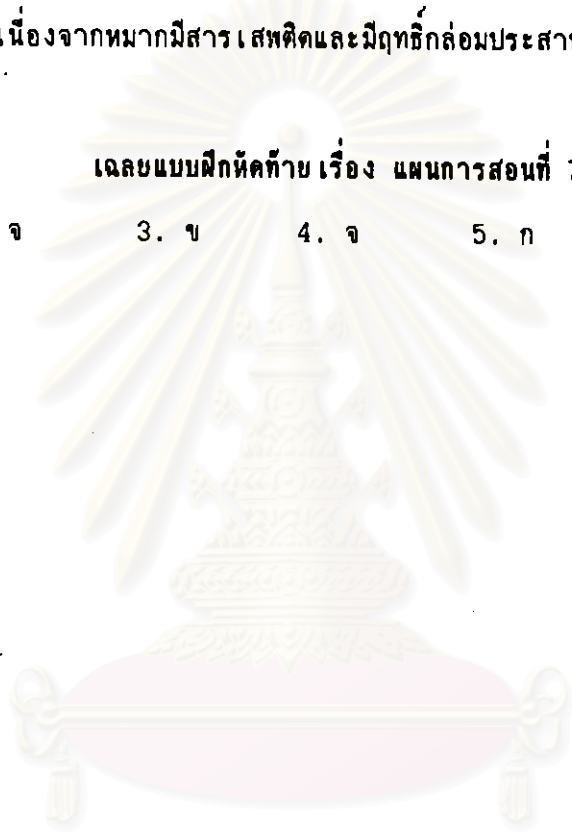 เนื่องจากหมากมีสารเสพติดและมีฤทธิ์กล่อมประสาท
เฉลยแบบฝึกหัดท้ายเรื่อง แผนการสอนที่
จ 3. ข 4. จ 5. ก